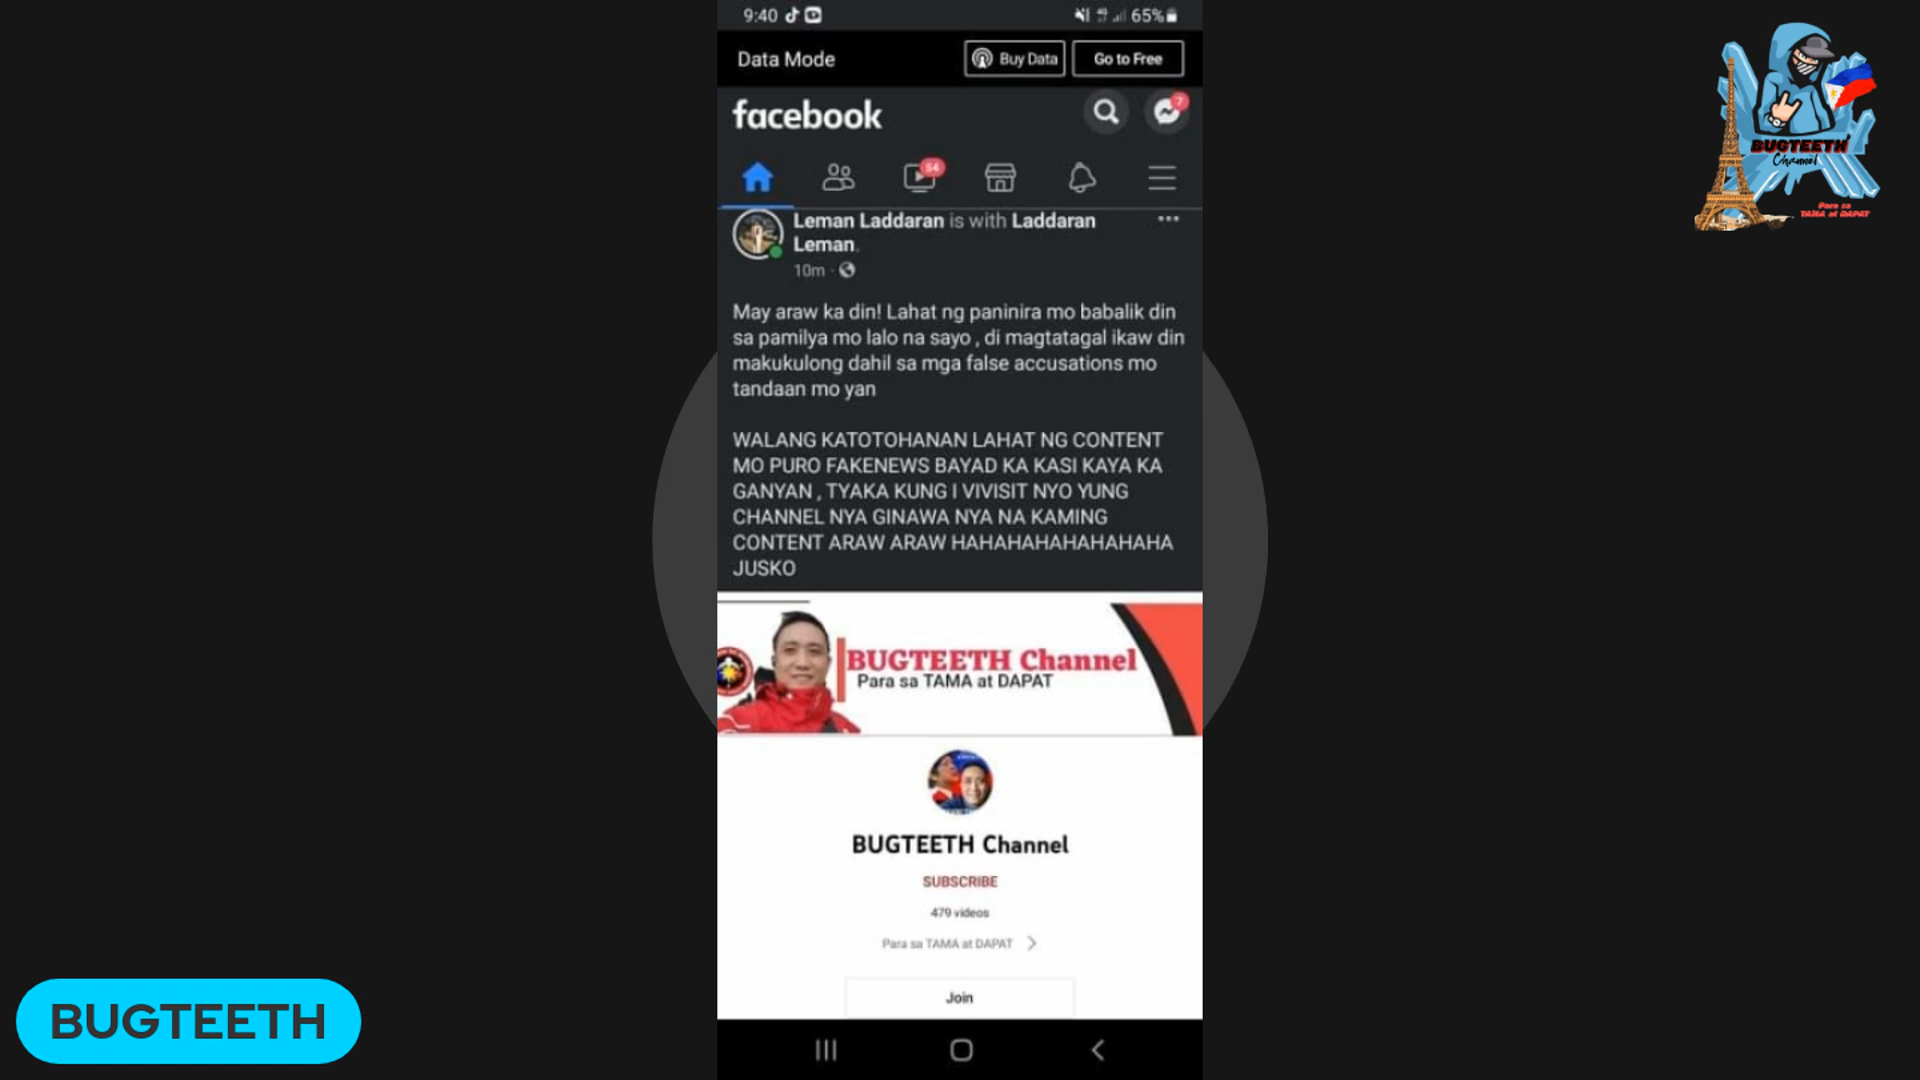 9:40
65%
Data Mode
Buy Data
Go to Free
facebook
7
54
Leman Laddaran is with Laddaran
Leman.
10m
May araw ka din! Lahat ng paninira mo babalik din
sa pamilya mo lalo na sayo , di magtatagal ikaw din
makukulong dahil sa mga false accusations mo
tandaan mo yan
WALANG KATOTOHANAN LAHAT NG CONTENT
MO PURO FAKENEWS BAYAD KA KASI KAYA KA
GANYAN , TYAKA KUNG I VIVISIT NYO YUNG
CHANNEL NYA GINAWA NYA NA KAMING
CONTENT ARAW ARAW HAHAHAHAHAHAHAHA
JUSKO
BUGTEETH Channel
Para sa TAMA at DAPAT
BUGTEETH Channel
SUBSCRIBE
479 videos
Para sa TAMA at DAPAT
Join
BUGTEETH
Channel
Para sa
TAMA at DAPAT
BUGTEETH